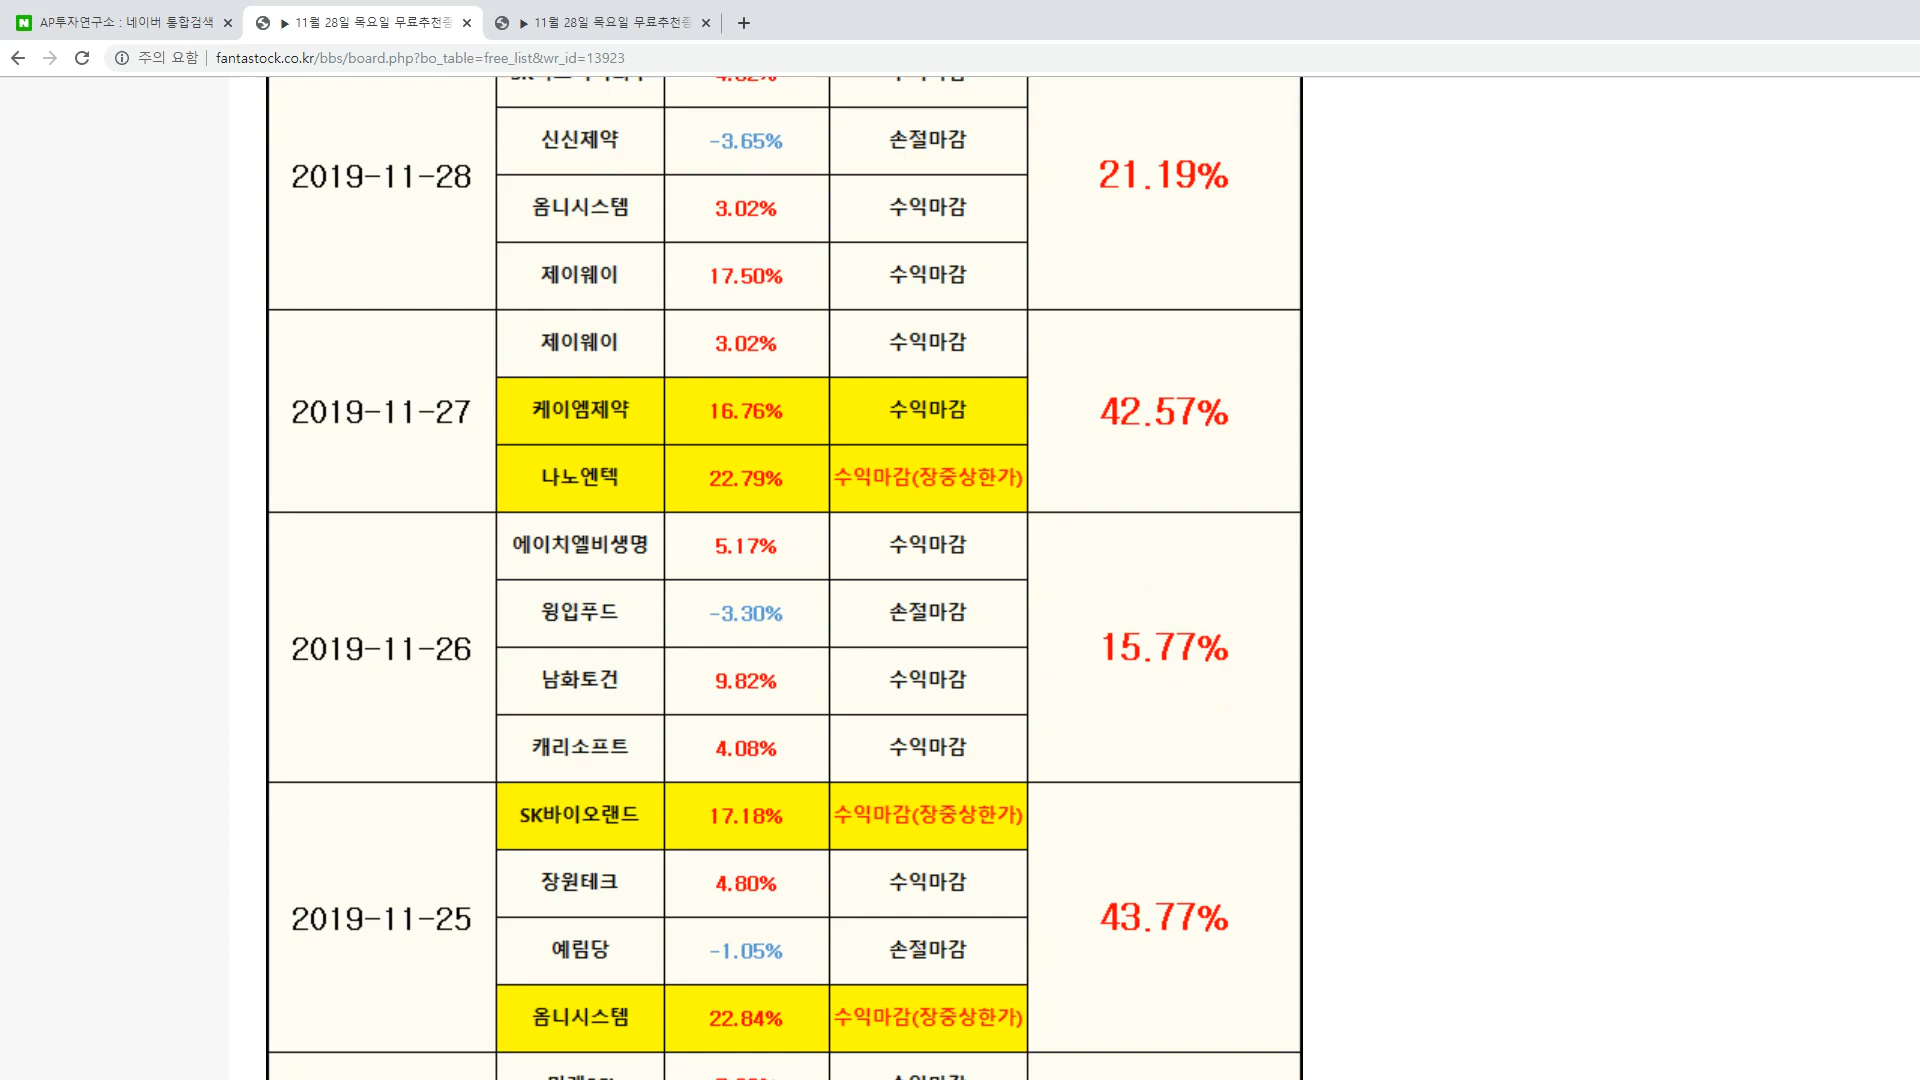 AP투자연구소 : 네이버 통합검색
▶ 11월 28일 목요일 무료추천종
▶ 11월 28일 목요일 무료추천종
주의 요함 | fantastock.co.kr/bbs/board.php?bo_table=free_list&wr_id=13923
2019-11-28
신신제약 -3.65% 손절마감
21.19%
옴니시스템 3.02% 수익마감
제이웨이 17.50% 수익마감
제이웨이 3.02% 수익마감
2019-11-27 케이엠제약 16.76% 수익마감 42.57%
나노엔텍 22.79% 수익마감(장중상한가)
에이치엘비생명 5.17% 수익마감
윙입푸드 -3.30% 손절마감
2019-11-26 15.77%
남화토건 9.82% 수익마감
캐리소프트 4.08% 수익마감
SK바이오랜드 17.18% 수익마감(장중상한가)
장원테크 4.80% 수익마감
2019-11-25 43.77%
예림당 -1.05% 손절마감
옴니시스템 22.84% 수익마감(장중상한가)